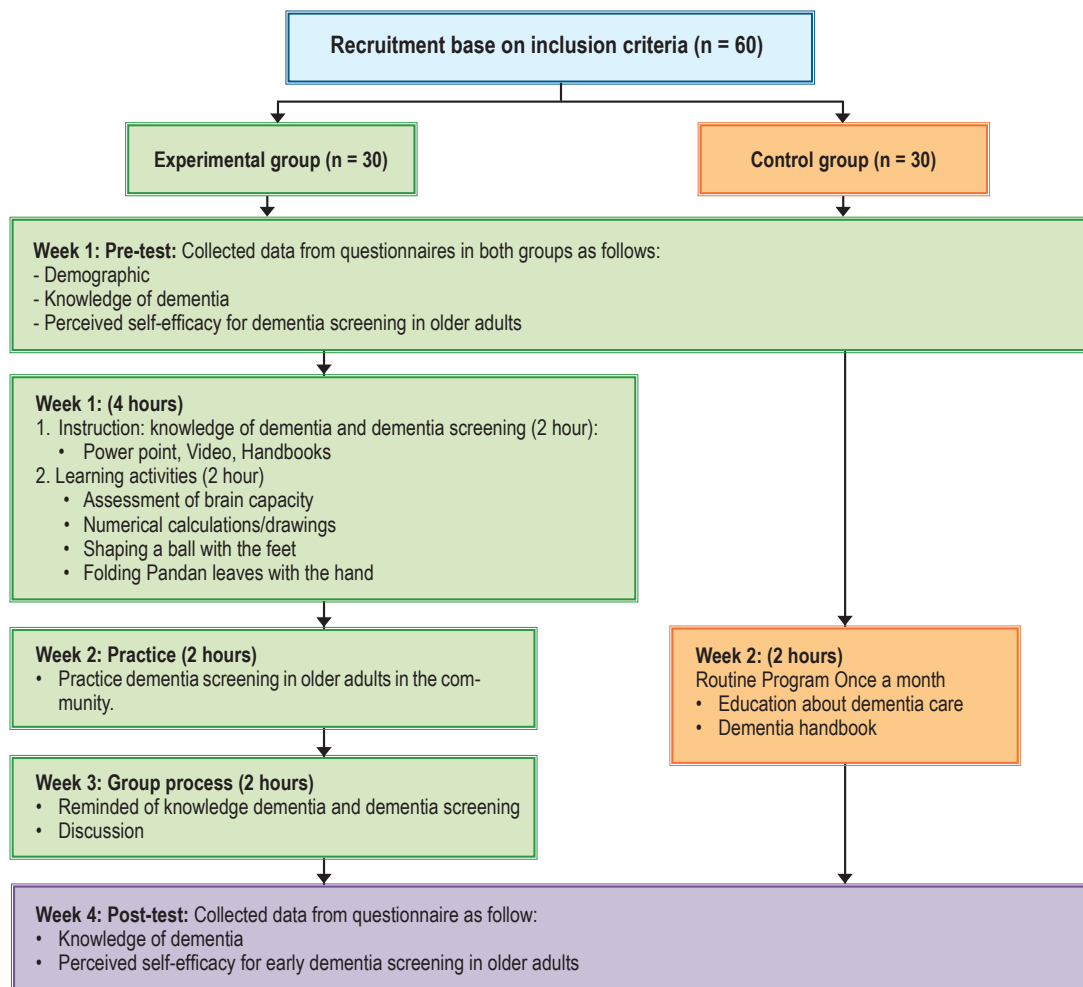 Recruitment base on inclusion criteria (n = 60)
Experimental group (n = 30)
Control group (n = 30)
Week 1: Pre-test: Collected data from questionnaires in both groups as follows:
- Demographic
- Knowledge of dementia
- Perceived self-efficacy for dementia screening in older adults
Week 1: (4 hours)
1. Instruction: knowledge of dementia and dementia screening (2 hour):
• Power point, Video, Handbooks
2. Learning activities (2 hour)
• Assessment of brain capacity
• Numerical calculations/drawings
• Shaping a ball with the feet
• Folding Pandan leaves with the hand
Week 2: Practice (2 hours)
• Practice dementia screening in older adults in the com-
munity.
Week 2: (2 hours)
Routine Program Once a month
• Education about dementia care
• Dementia handbook
Week 3: Group process (2 hours)
• Reminded of knowledge dementia and dementia screening
• Discussion
Week 4: Post-test: Collected data from questionnaire as follow:
• Knowledge of dementia
• Perceived self-efficacy for early dementia screening in older adults